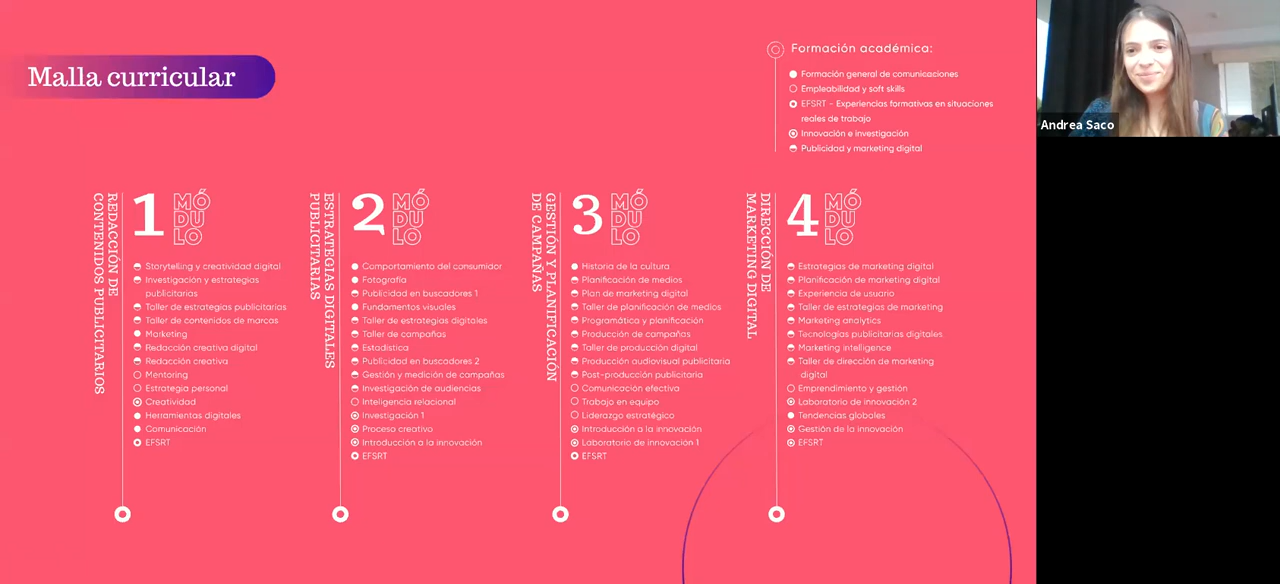 Malla curricular
Formación académica:
Formación general de comunicaciones
Empleabilidad y soft skills
EFSRT - Experiencias formativas en situaciones
reales de trabajo
Innovación e investigación
Publicidad y marketing digital
Andrea Saco
REDACCIÓN DE
CONTENIDOS PUBLICITARIOS
1
MÓ
DU
LO
Storytelling y creatividad digital
Investigación y estrategias
publicitarias
Taller de estrategias publicitarias
Taller de contenidos de marcas
Marketing
Redacción creativa digital
Redacción creativa
Mentoring
Estrategia personal
Creatividad
Herramientas digitales
Comunicación
EFSRT
ESTRATEGIAS DIGITALES
PUBLICITARIAS
2
MÓ
DU
LO
Comportamiento del consumidor
Fotografía
Publicidad en buscadores 1
Fundamentos visuales
Taller de estrategias digitales
Taller de campañas
Estadística
Publicidad en buscadores 2
Gestión y medición de campañas
Investigación de audiencias
Inteligencia relacional
Investigación 1
Proceso creativo
Introducción a la innovación
EFSRT
GESTIÓN Y PLANIFICACIÓN
DE CAMPAÑAS
3
MÓ
DU
LO
Historia de la cultura
Planificación de medios
Plan de marketing digital
Taller de planificación de medios
Programática y planificación
Producción de campañas
Taller de producción digital
Producción audiovisual publicitaria
Post-producción publicitaria
Comunicación efectiva
Trabajo en equipo
Liderazgo estratégico
Introducción a la innovación
Laboratorio de innovación 1
EFSRT
DIRECCIÓN DE
MARKETING DIGITAL
4
MÓ
DU
LO
Estrategias de marketing digital
Planificación de marketing digital
Experiencia de usuario
Taller de estrategias de marketing
Marketing analytics
Tecnologías publicitarias digitales
Marketing intelligence
Taller de dirección de marketing
digital
Emprendimiento y gestión
Laboratorio de innovación 2
Tendencias globales
Gestión de la innovación
EFSRT